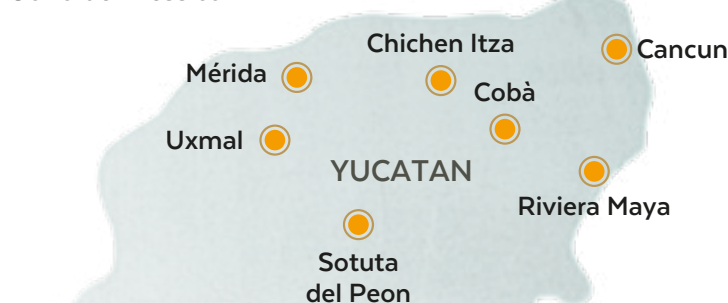 Chichen Itza
Cancun
Mérida
Cobà
Uxmal
YUCATAN
Riviera Maya
Sotuta
del Peon